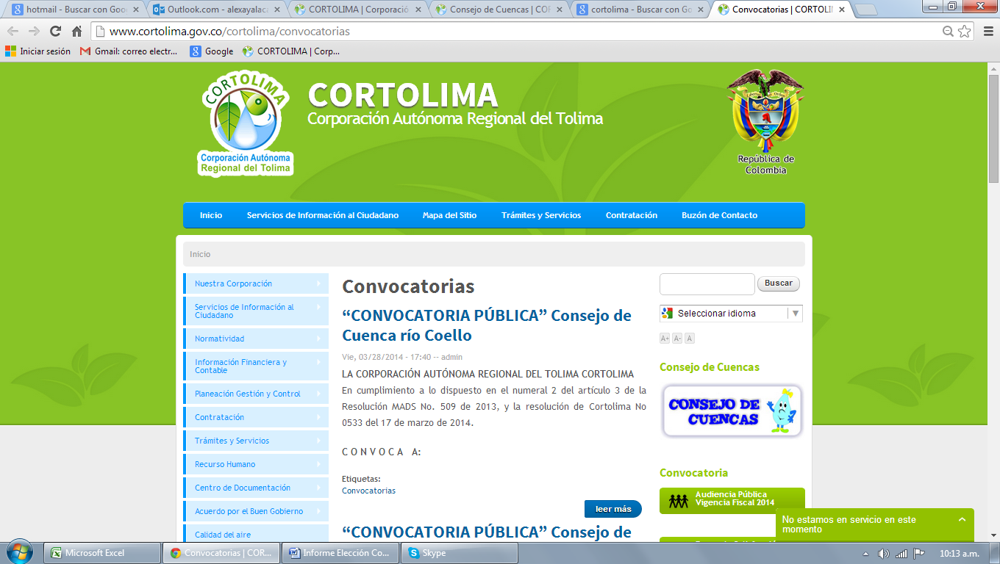 hotmail - Buscar con Goo
Outlook.com - alexayalaca
CORTOLIMA | Corporació
Consejo de Cuencas | COR
cortolima - Buscar con Go
Convocatorias | CORTOLI
www.cortolima.gov.co/cortolima/convocatorias
Iniciar sesión
Gmail: correo electr...
Google
CORTOLIMA | Corp...
CORTOLIMA
Corporación Autónoma
Regional del Tolima
CORTOLIMA
Corporación Autónoma Regional del Tolima
República de
Colombia
Inicio
Servicios de Información al Ciudadano
Mapa del Sitio
Trámites y Servicios
Contratación
Buzón de Contacto
Inicio
Nuestra Corporación
Servicios de Información al
Ciudadano
Normatividad
Información Financiera y
Contable
Planeación Gestión y Control
Contratación
Trámites y Servicios
Recurso Humano
Centro de Documentación
Acuerdo por el Buen Gobierno
Calidad del aire
Convocatorias
“CONVOCATORIA PÚBLICA” Consejo de
Cuenca río Coello
Vie, 03/28/2014 - 17:40 -- admin
LA CORPORACIÓN AUTÓNOMA REGIONAL DEL TOLIMA CORTOLIMA
En cumplimiento a lo dispuesto en el numeral 2 del artículo 3 de la
Resolución MADS No. 509 de 2013, y la resolución de Cortolima No
0533 del 17 de marzo de 2014.
C O N V O C A A:
Etiquetas:
Convocatorias
leer más
“CONVOCATORIA PÚBLICA” Consejo de
Buscar
Seleccionar idioma
A+ A- A
Consejo de Cuencas
CONSEJO DE
CUENCAS
Convocatoria
Audiencia Pública
Vigencia Fiscal 2014
No estamos en servicio en este
momento
Microsoft Excel
Convocatorias | COR...
Informe Elección Co...
Skype
10:13 a.m.